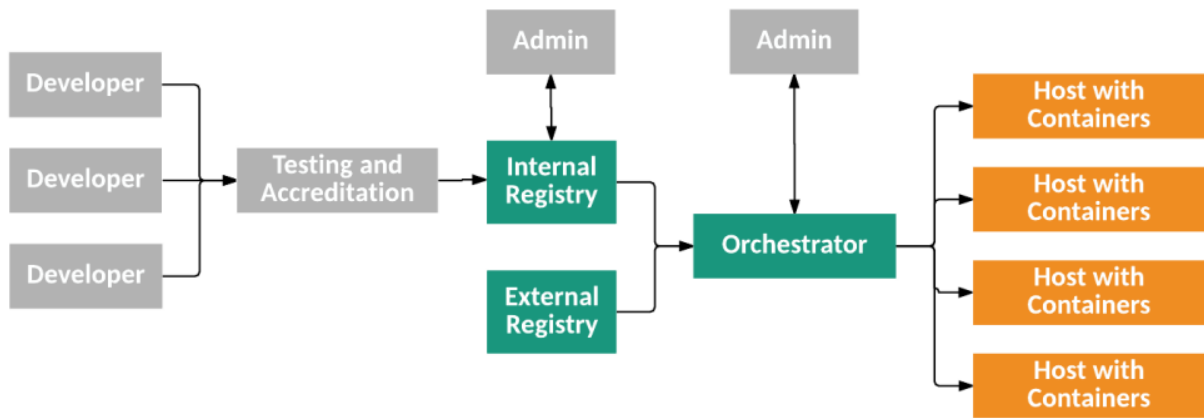 Developer
Developer
Developer
Testing and
Accreditation
Admin
Internal
Registry
External
Registry
Admin
Orchestrator
Host with
Containers
Host with
Containers
Host with
Containers
Host with
Containers